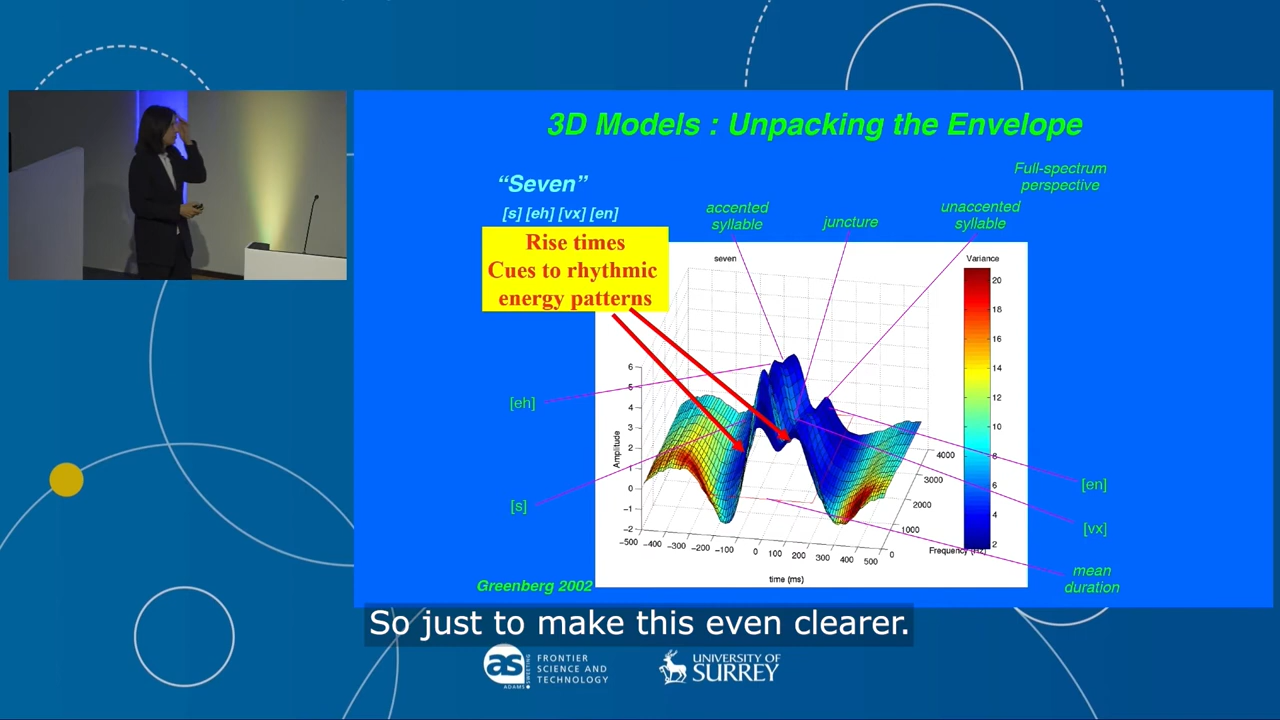 3D Models : Unpacking the Envelope
“Seven”
[s] [eh] [vx] [en]
Full-spectrum
perspective
accented
syllable
juncture
unaccented
syllable
Rise times
Cues to rhythmic
energy patterns
seven
Variance
20
18
16
14
12
10
8
6
4
2
6
5
4
3
2
1
0
−1
−2
Amplitude
[eh]
[s]
[en]
[vx]
mean
duration
−500 −400 −300 −200 −100 0 100 200 300 400 500
time (ms)
0
1000
2000
3000
4000
Frequency (Hz)
Greenberg 2002
So just to make this even clearer.
as
ADAMS SWEETING
FRONTIER
SCIENCE AND
TECHNOLOGY
UNIVERSITY OF
SURREY